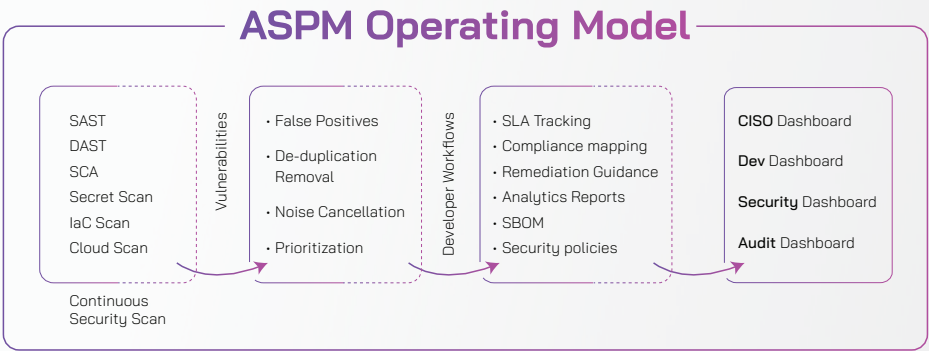 ASPM Operating Model
SAST
DAST
SCA
Secret Scan
IaC Scan
Cloud Scan
Continuous
Security Scan
Vulnerabilities
• False Positives
• De-duplication
Removal
• Noise Cancellation
• Prioritization
Developer Workflows
• SLA Tracking
• Compliance mapping
• Remediation Guidance
• Analytics Reports
• SBOM
• Security policies
CISO Dashboard
Dev Dashboard
Security Dashboard
Audit Dashboard